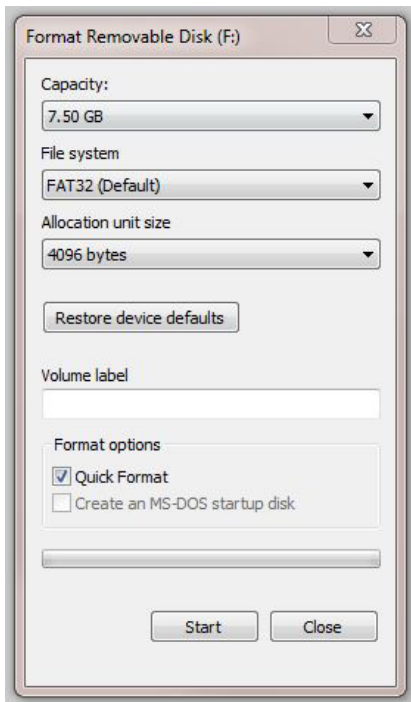 Format Removable Disk (F:)
Capacity:
7.50 GB
File system
FAT32 (Default)
Allocation unit size
4096 bytes
Restore device defaults
Volume label
Format options
Quick Format
Create an MS-DOS startup disk
Start Close